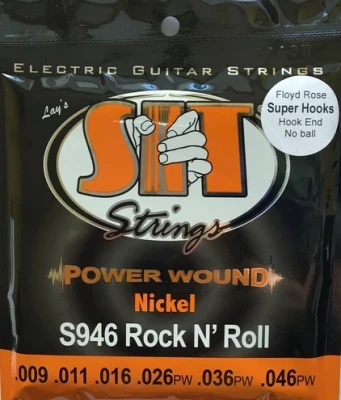 ELECTRIC GUITAR STRINGS
Lay's
SIT
Strings
Floyd Rose
Super Hooks
Hook End
No ball
POWER WOUND
Nickel
S946 Rock N' Roll
.009 .011 .016 .026PW .036PW .046PW